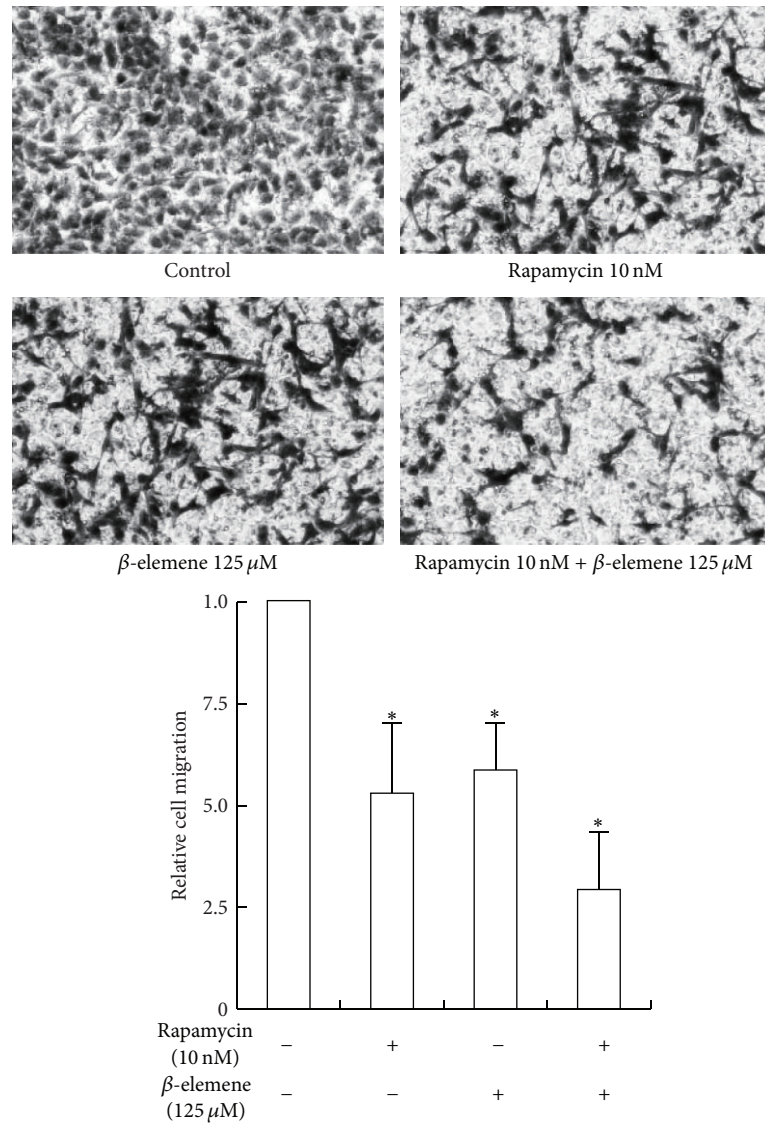 Control
Rapamycin 10 nM
β-elemene 125 μM
Rapamycin 10 nM + β-elemene 125 μM
Relative cell migration
1.0
7.5
5.0
2.5
0
*
*
*
Rapamycin
(10 nM)
− + − +
β-elemene
(125 μM)
− − + +